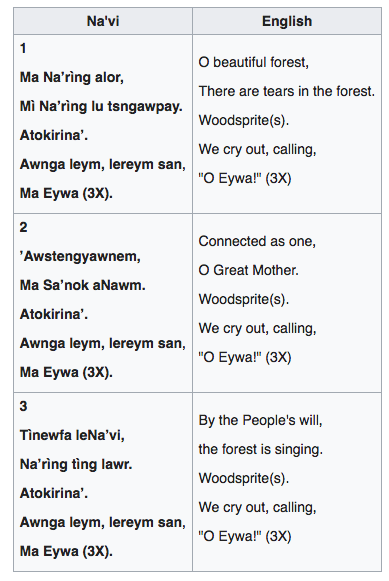 Na'vi English
1
Ma Na’rìng alor,
Mì Na’rìng lu tsngawpay.
Atokirina’.
Awnga leym, lereym san,
Ma Eywa (3X).
O beautiful forest,
There are tears in the forest.
Woodsprite(s).
We cry out, calling,
"O Eywa!" (3X)
2
’Awstengyawnem,
Ma Sa’nok aNawm.
Atokirina’.
Awnga leym, lereym san,
Ma Eywa (3X).
Connected as one,
O Great Mother.
Woodsprite(s).
We cry out, calling,
"O Eywa!" (3X)
3
Tìnewfa leNa’vi,
Na’rìng tìng lawr.
Atokirina’.
Awnga leym, lereym san,
Ma Eywa (3X).
By the People's will,
the forest is singing.
Woodsprite(s).
We cry out, calling,
"O Eywa!" (3X)